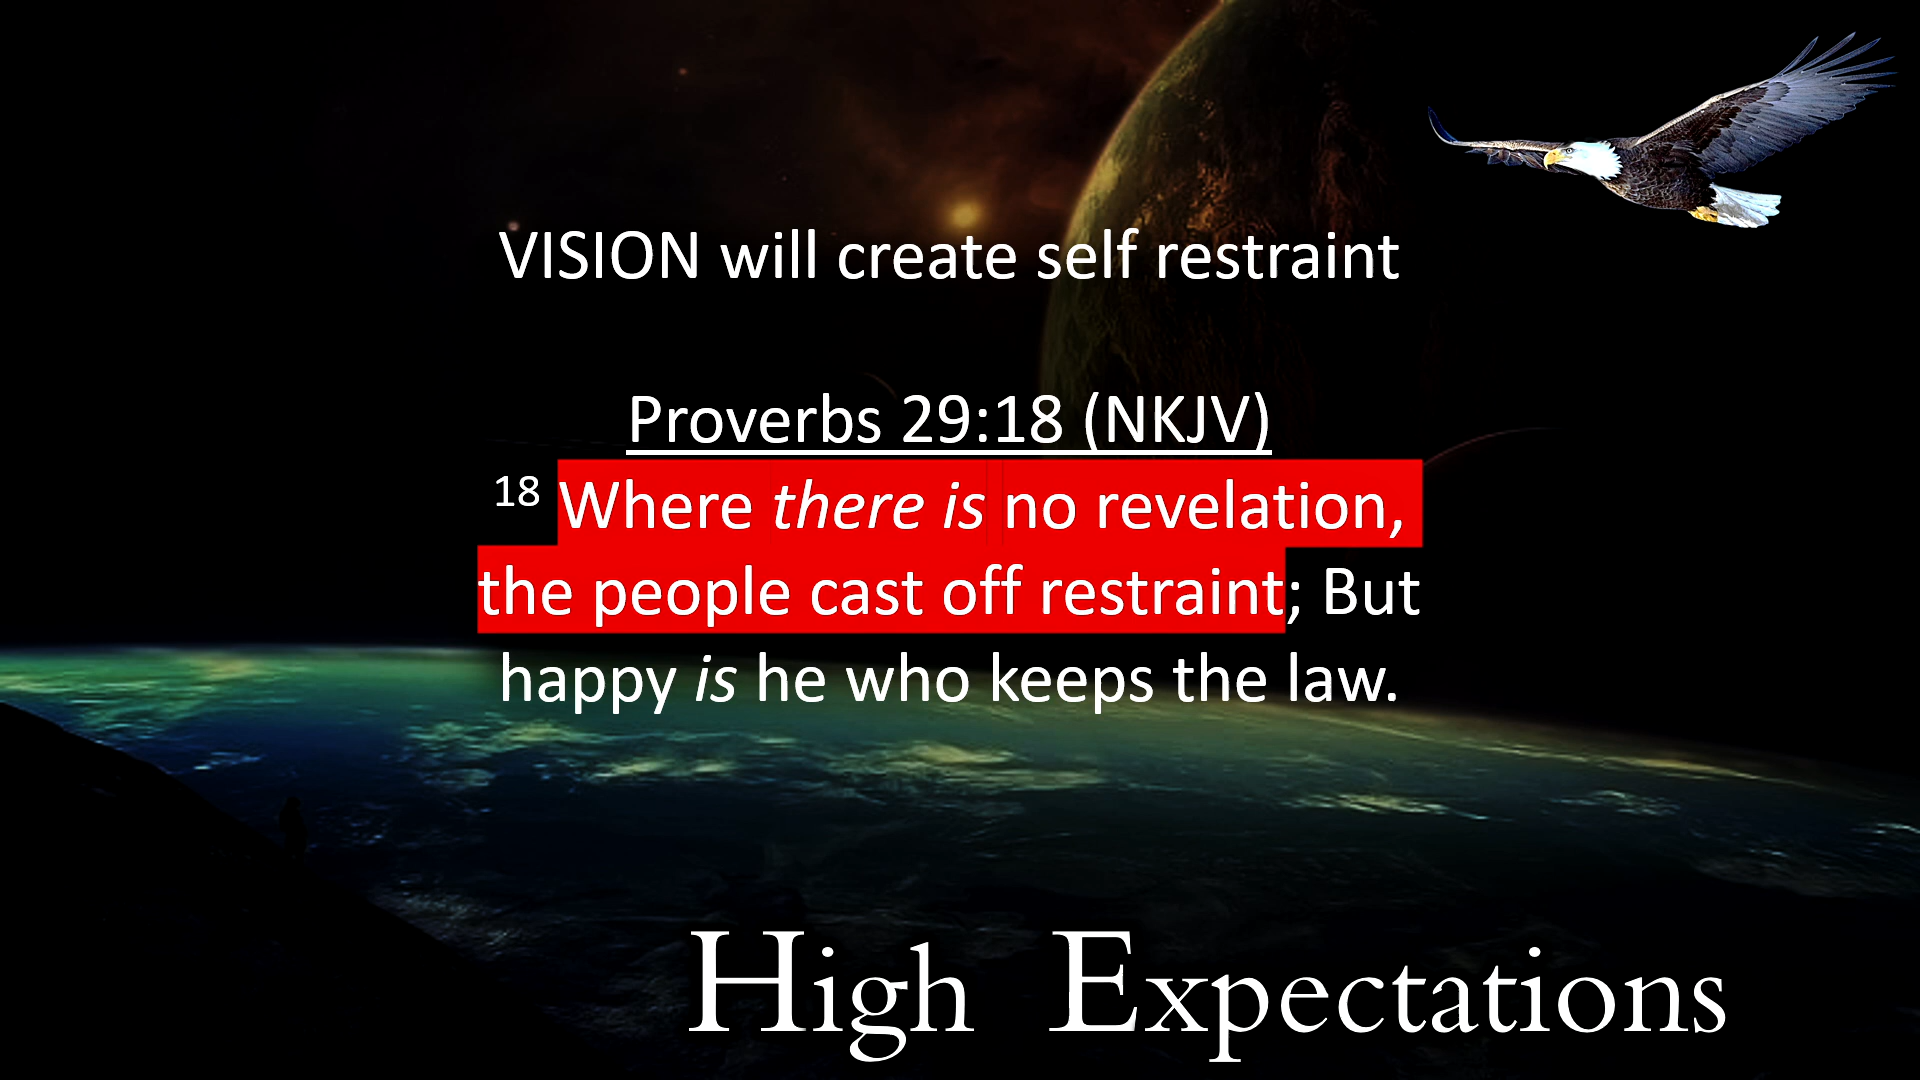 VISION will create self restraint
Proverbs 29:18 (NKJV)
18 Where there is no revelation,
the people cast off restraint; But
happy is he who keeps the law.
High Expectations